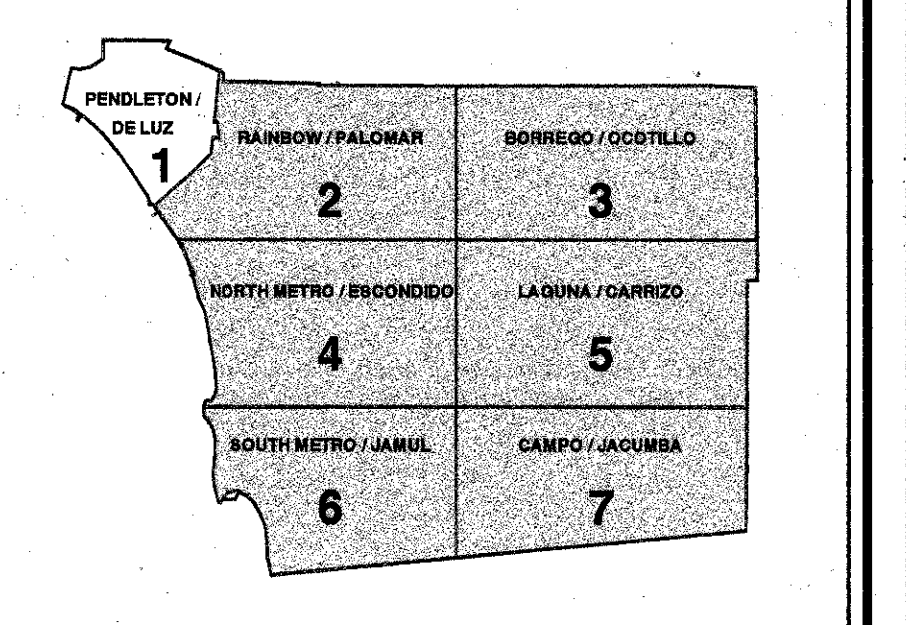 PENDLETON /
DE LUZ
1
RAINBOW / PALOMAR
2
BORREGO / OCOTILLO
3
NORTH METRO / ESCONDIDO
4
LAGUNA / CARRIZO
5
SOUTH METRO / JAMUL
6
CAMPO / JACUMBA
7